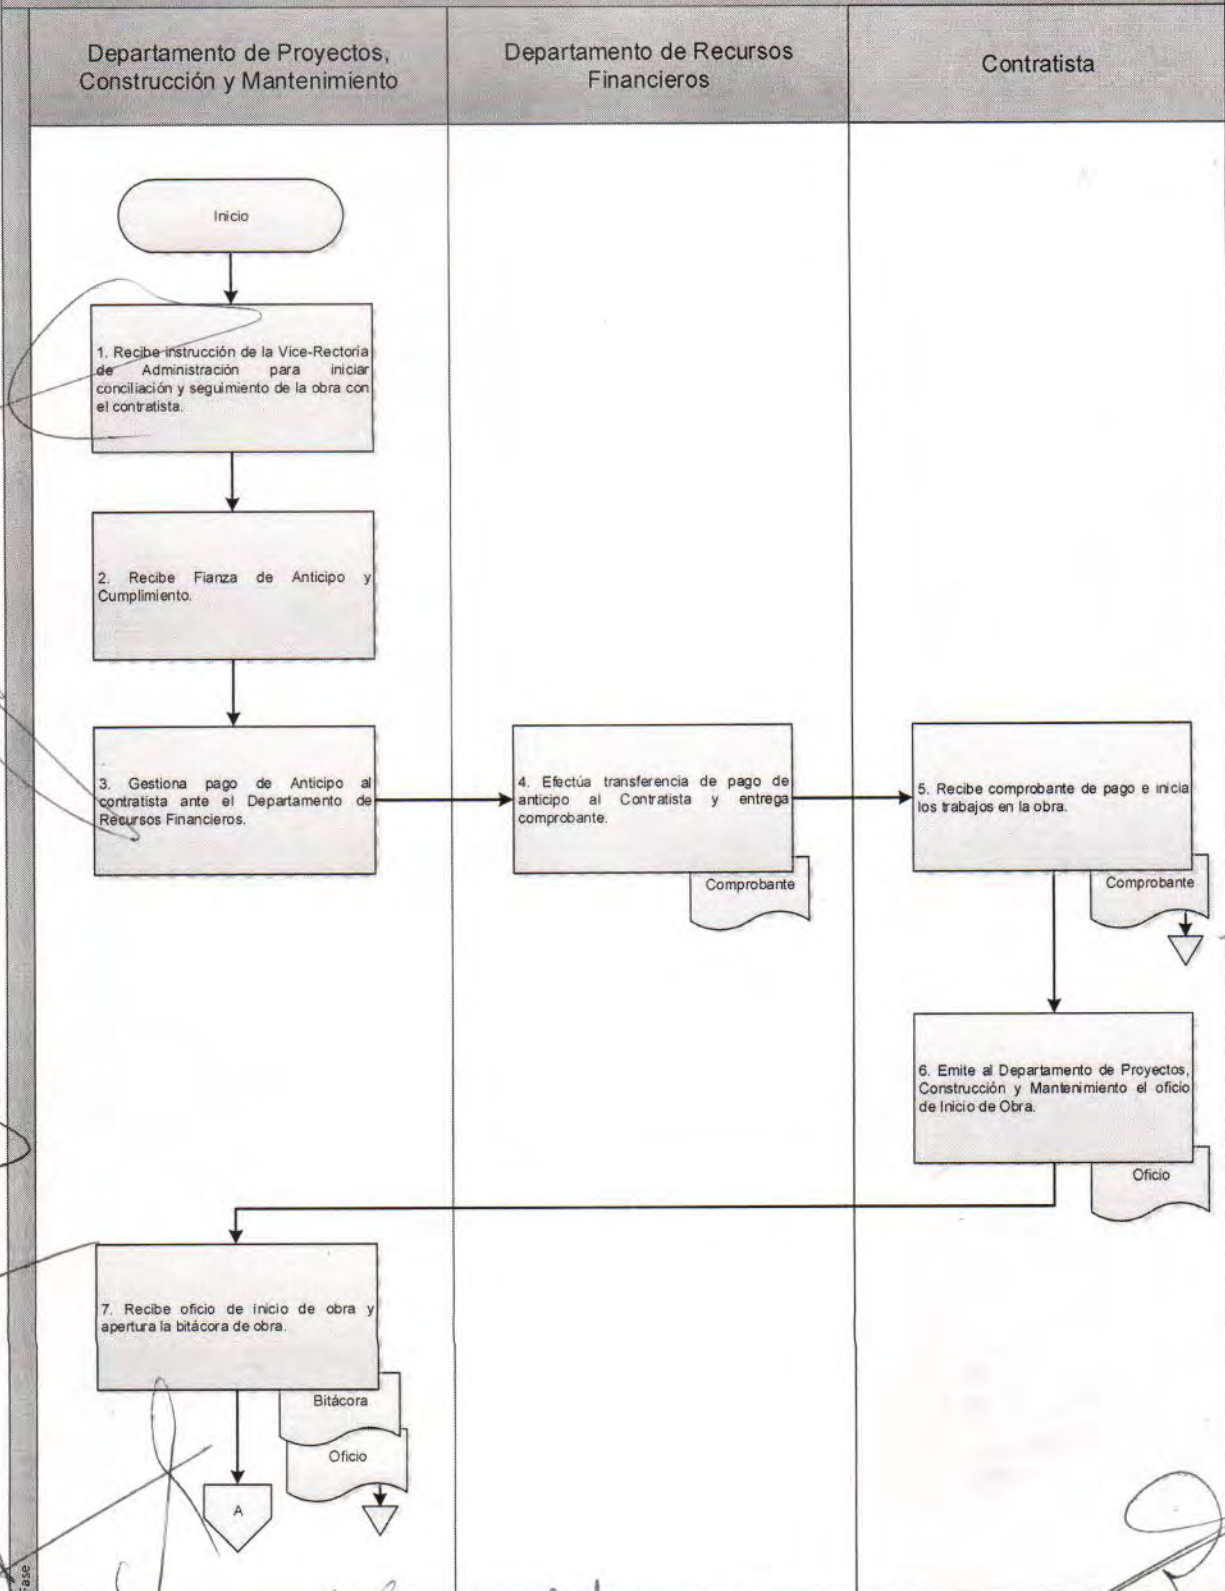 Departamento de Proyectos,
Construcción y Mantenimiento
Departamento de Recursos
Financieros
Contratista
Inicio
1. Recibe instrucción de la Vice-Rectoría
de Administración para iniciar
conciliación y seguimiento de la obra con
el contratista.
2. Recibe Fianza de Anticipo y
Cumplimiento.
3. Gestiona pago de Anticipo al
contratista ante el Departamento de
Recursos Financieros.
4. Efectúa transferencia de pago de
anticipo al Contratista y entrega
comprobante.
Comprobante
5. Recibe comprobante de pago e inicia
los trabajos en la obra.
Comprobante
6. Emite al Departamento de Proyectos,
Construcción y Mantenimiento el oficio
de Inicio de Obra.
Oficio
7. Recibe oficio de inicio de obra y
apertura la bitácora de obra.
Bitácora
Oficio
A